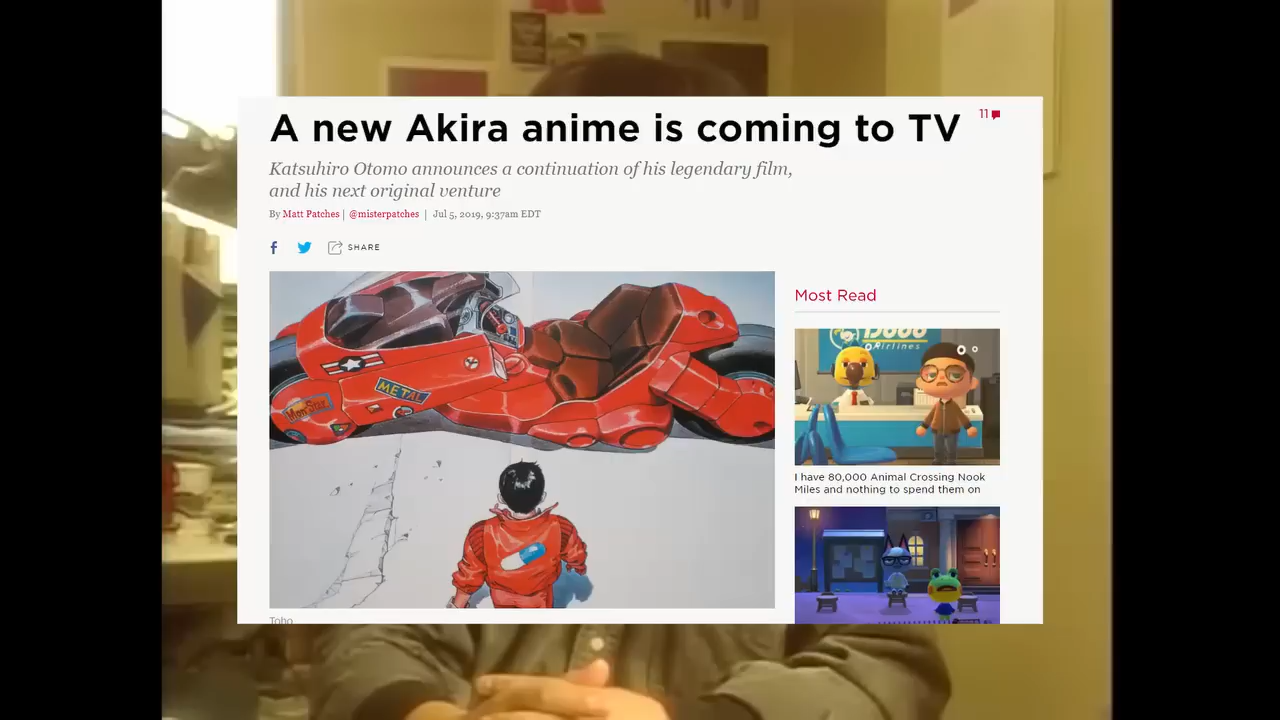 A new Akira anime is coming to TV
11
Katsuhiro Otomo announces a continuation of his legendary film,
and his next original venture
By Matt Patches | @misterpatches | Jul 5, 2019, 9:37am EDT
SHARE
METAL
MonStar
Toho
Most Read
Airlines
I have 80,000 Animal Crossing Nook
Miles and nothing to spend them on